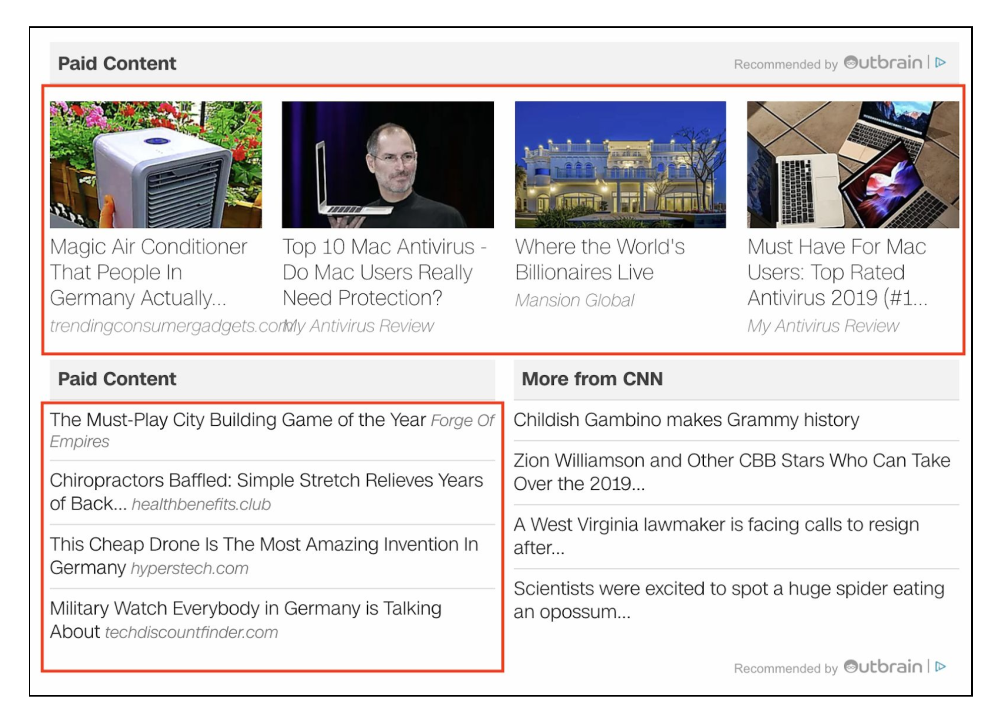 Paid Content
Recommended by Outbrain
Magic Air Conditioner
That People In
Germany Actually...
trendingconsumergadgets.com
Top 10 Mac Antivirus -
Do Mac Users Really
Need Protection?
My Antivirus Review
Where the World's
Billionaires Live
Mansion Global
Must Have For Mac
Users: Top Rated
Antivirus 2019 (#1...
My Antivirus Review
Paid Content
The Must-Play City Building Game of the Year Forge Of
Empires
Chiropractors Baffled: Simple Stretch Relieves Years
of Back... healthbenefits.club
This Cheap Drone Is The Most Amazing Invention In
Germany hyperstech.com
Military Watch Everybody in Germany is Talking
About techdiscountfinder.com
More from CNN
Childish Gambino makes Grammy history
Zion Williamson and Other CBB Stars Who Can Take
Over the 2019...
A West Virginia lawmaker is facing calls to resign
after...
Scientists were excited to spot a huge spider eating
an opossum...
Recommended by Outbrain